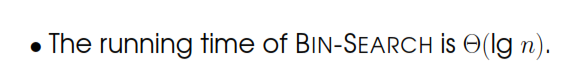 • The running time of BIN-SEARCH is Θ(lg n).